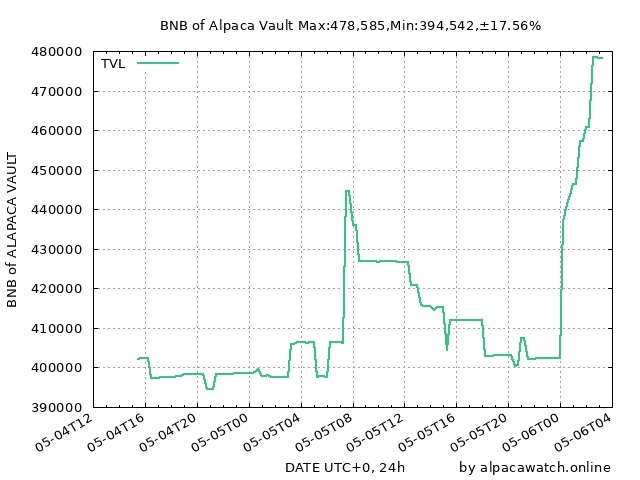 BNB of Alpaca Vault Max:478,585,Min:394,542,±17.56%
TVL
480000
470000
460000
450000
440000
430000
420000
410000
400000
390000
BNB of ALAPACA VAULT
05-04T12
05-04T16
05-04T20
05-05T00
05-05T04
05-05T08
05-05T12
05-05T16
05-05T20
05-06T00
05-06T04
DATE UTC+0, 24h
by alpacawatch.online